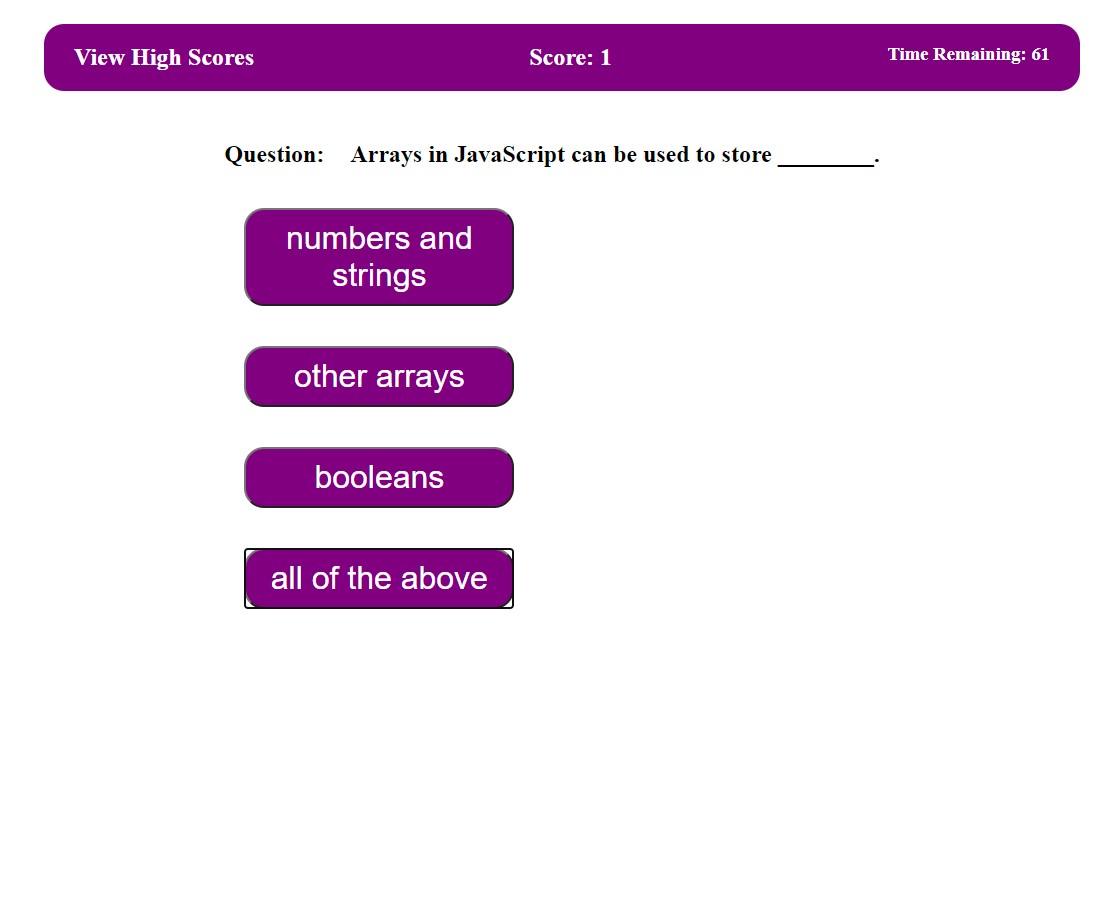 View High Scores
Score: 1
Time Remaining: 61
Question: Arrays in JavaScript can be used to store ________.
numbers and
strings
other arrays
booleans
all of the above